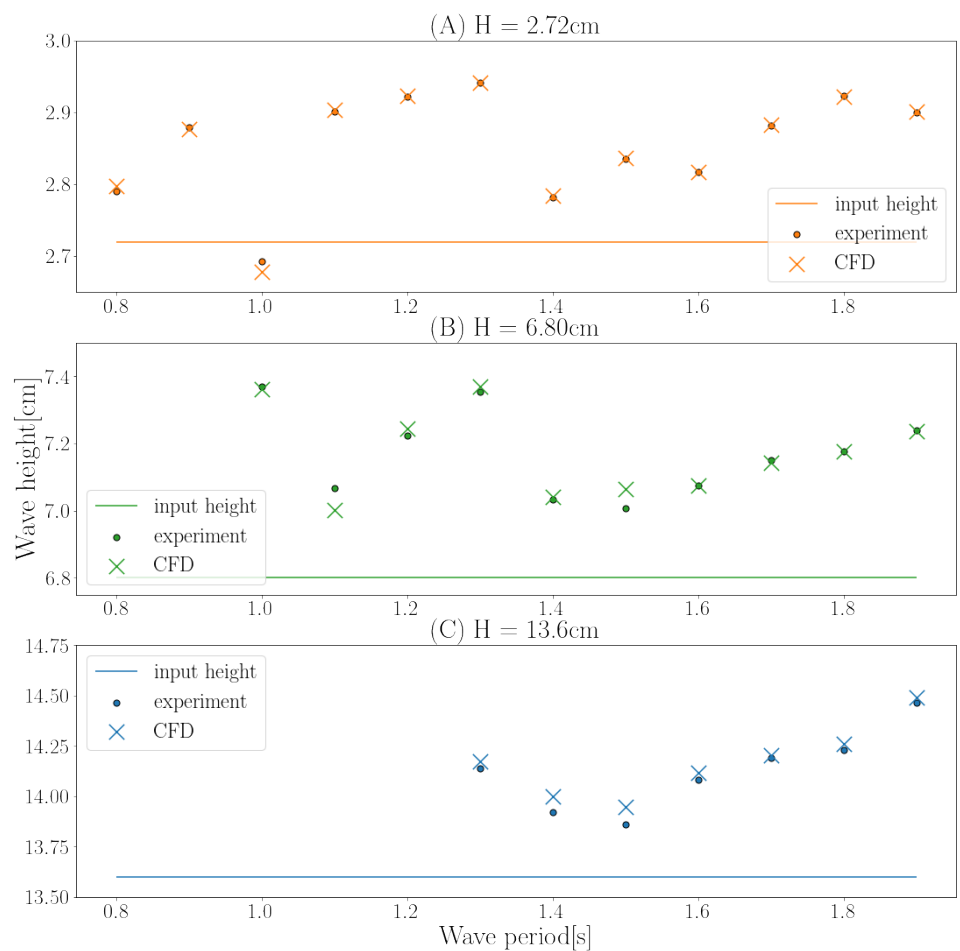 (A) H = 2.72cm
3.0
2.9
2.8
2.7
input height
experiment
CFD
0.8 1.0 1.2 1.4 1.6 1.8
(B) H = 6.80cm
Wave height[cm]
7.4
7.2
7.0
6.8
input height
experiment
CFD
0.8 1.0 1.2 1.4 1.6 1.8
(C) H = 13.6cm
14.75
14.50
14.25
14.00
13.75
13.50
input height
experiment
CFD
0.8 1.0 1.2 1.4 1.6 1.8
Wave period[s]